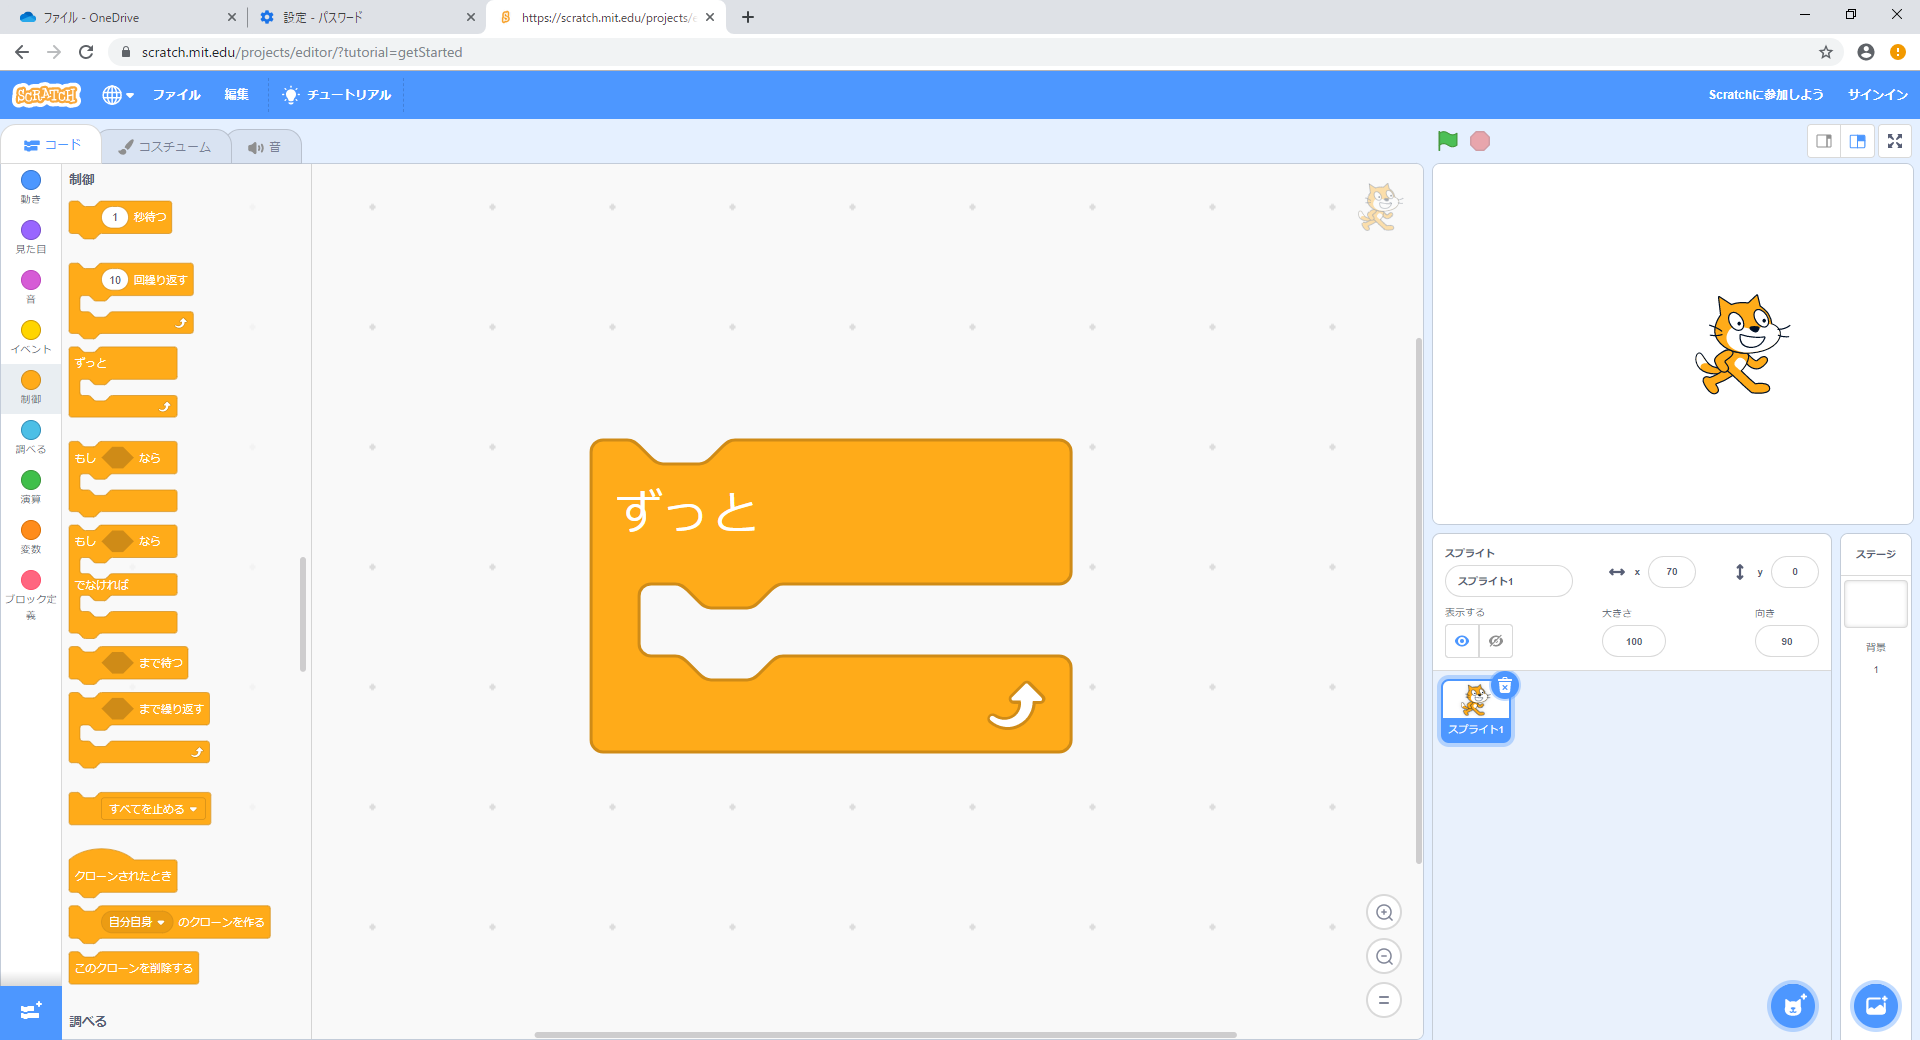 ファイル - OneDrive
設定 - パスワード
https://scratch.mit.edu/projects/e
scratch.mit.edu/projects/editor/?tutorial=getStarted
SCRATCH
ファイル
編集
チュートリアル
Scratchに参加しよう
サインイン
コード
コスチューム
音
動き
見た目
音
イベント
制御
調べる
演算
変数
ブロック定
義
制御
1 秒待つ
10 回繰り返す
ずっと
もし なら
もし なら
でなければ
まで待つ
まで繰り返す
すべてを止める
クローンされたとき
自分自身 のクローンを作る
このクローンを削除する
調べる
ずっと
スプライト
スプライト1
x 70
y 0
表示する
大きさ 100
向き 90
スプライト1
ステージ
背景
1